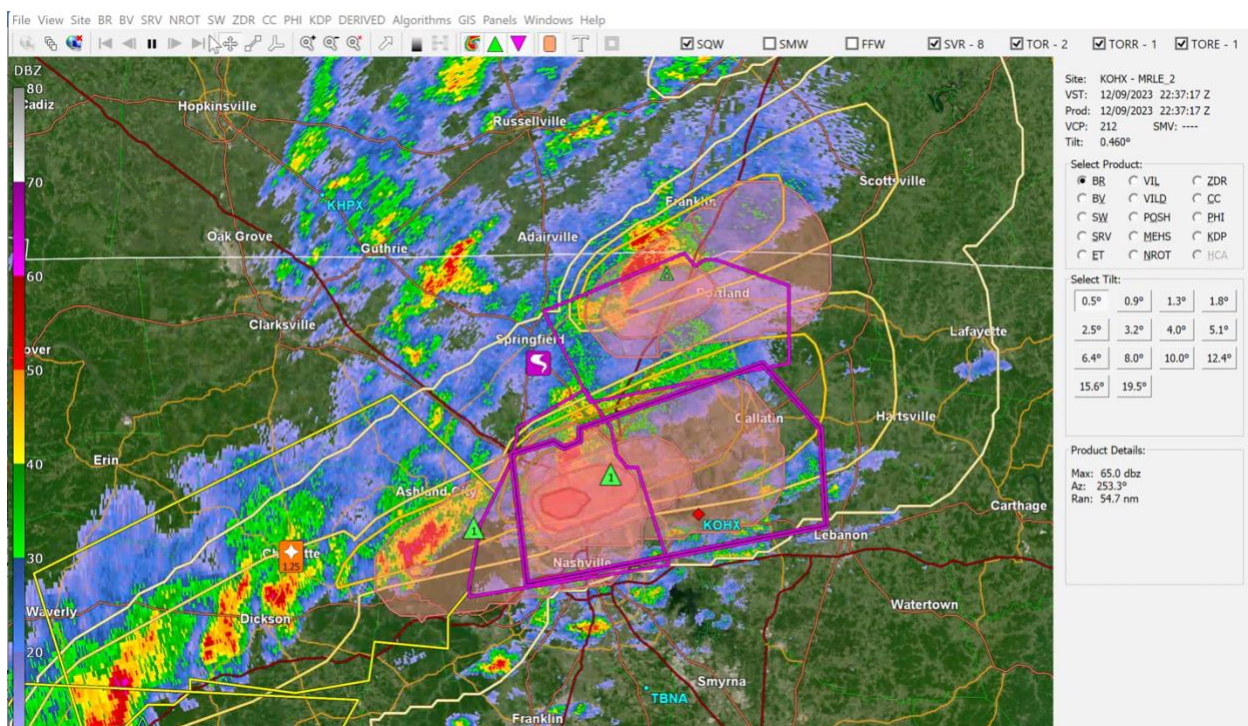 File View Site BR BV SRV NROT SW ZDR CC PHI KDP DERIVED Algorithms GIS Panels Windows Help
SQW SMW FFW SVR - 8 TOR - 2 TORR - 1 TORE - 1
DBZ
80
70
60
50
40
30
20
Cadiz
Hopkinsville
Russellville
Scottsville
KHPX
Franklin
Oak Grove
Guthrie
Adairville
Portland
Clarksville
Springfield
Lafayette
over
Gallatin
Hartsville
Erin
Ashland City
1
2
1
Carthage
KOHX
Lebanon
Nashville
1.25
Waverly
Dickson
Watertown
Smyrna
TBNA
Franklin
Site: KOHX - MRLE_2
VST: 12/09/2023 22:37:17 Z
Prod: 12/09/2023 22:37:17 Z
VCP: 212 SMV: ----
Tilt: 0.460°
Select Product:
BR VIL ZDR
BV VILD CC
SW POSH PHI
SRV MEHS KDP
ET NROT HCA
Select Tilt:
0.5° 0.9° 1.3° 1.8°
2.5° 3.2° 4.0° 5.1°
6.4° 8.0° 10.0° 12.4°
15.6° 19.5°
Product Details:
Max: 65.0 dbz
Az: 253.3°
Ran: 54.7 nm